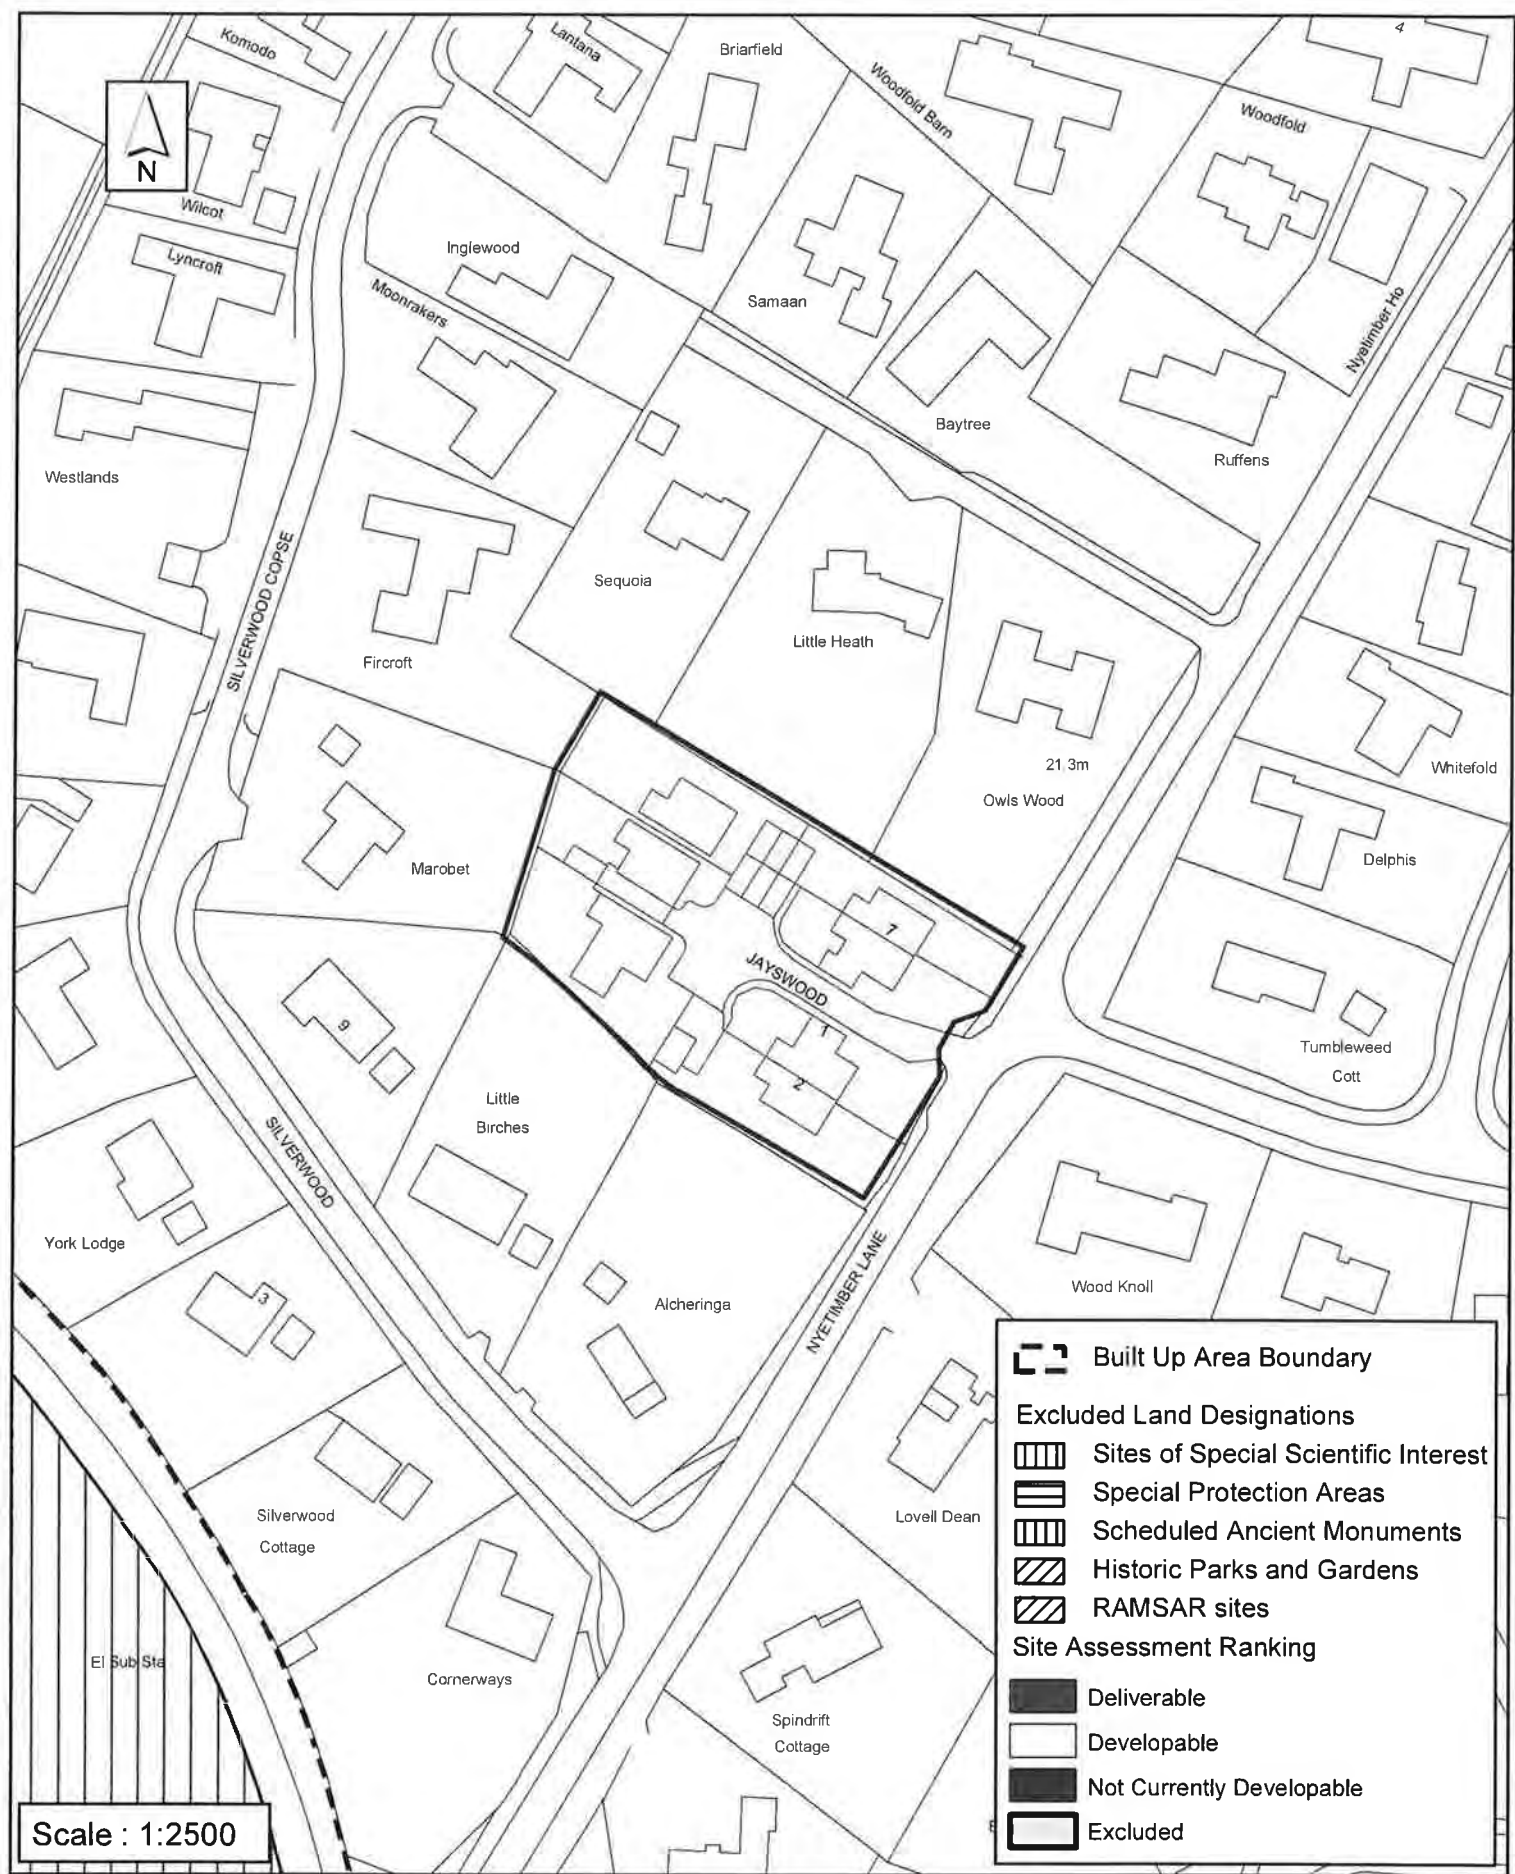 Komodo
Lantana
Briarfield
Woodfold Barn
4
Woodfold
N
Wilcot
Lyncroft
Inglewood
Moonrakers
Samaan
Nyetimber Ho
Baytree
Ruffens
Westlands
SILVERWOOD COPSE
Sequoia
Little Heath
Fircroft
21.3m
Owls Wood
Whitefold
Delphis
Marobet
7
JAYSWOOD
9
1
2
Tumbleweed
Cott
Little
Birches
SILVERWOOD
York Lodge
NYETIMBER LANE
Wood Knoll
3
Alcheringa
Silverwood
Cottage
Lovell Dean
El Sub Sta
Cornerways
Spindrift
Cottage
Built Up Area Boundary
Excluded Land Designations
Sites of Special Scientific Interest
Special Protection Areas
Scheduled Ancient Monuments
Historic Parks and Gardens
RAMSAR sites
Site Assessment Ranking
Deliverable
Developable
Not Currently Developable
Excluded
Scale : 1:2500